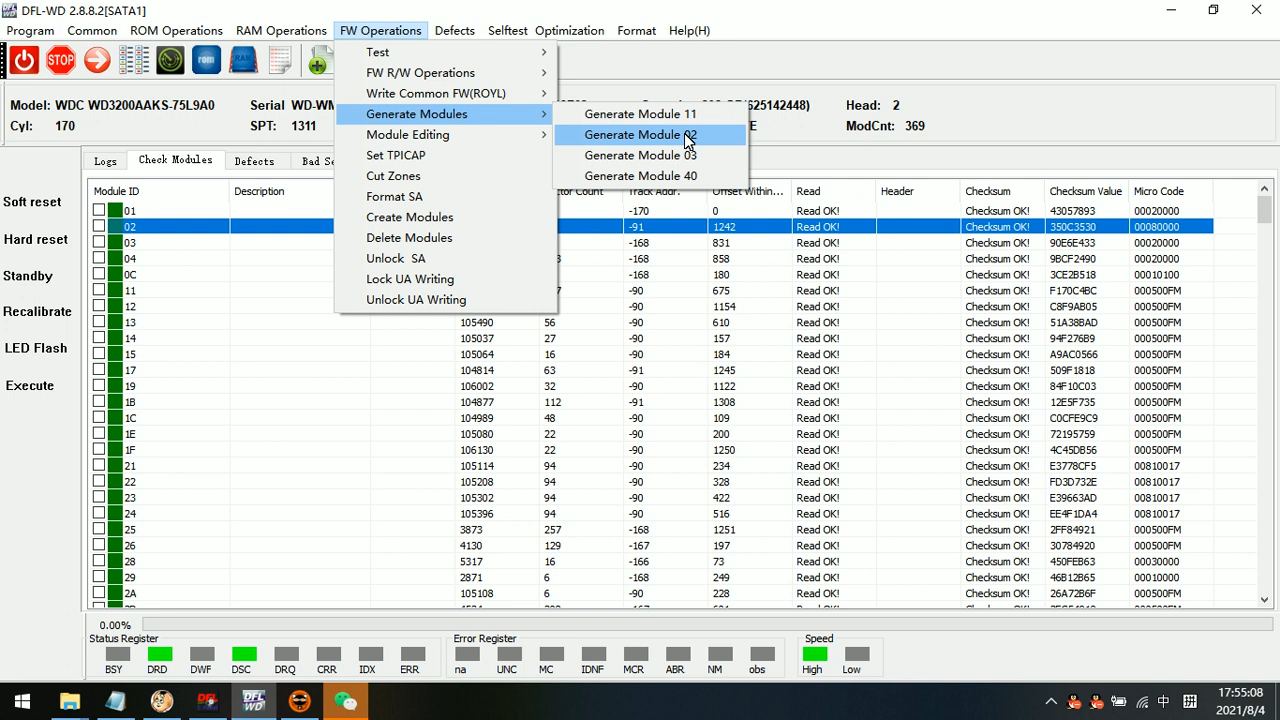 DFL-WD 2.8.8.2[SATA1]
Program Common ROM Operations RAM Operations FW Operations Defects Selftest Optimization Format Help(H)
STOP rom RAM
Test
FW R/W Operations
Write Common FW(ROYL)
Generate Modules
Module Editing
Set TPICAP
Cut Zones
Format SA
Create Modules
Delete Modules
Unlock SA
Lock UA Writing
Unlock UA Writing
Generate Module 11
Generate Module 02
Generate Module 03
Generate Module 40
Model: WDC WD3200AAKS-75L9A0 Serial WD-WM Head: 2
Cyl: 170 SPT: 1311 ModCnt: 369
Logs Check Modules Defects Bad Se
Soft reset
Hard reset
Standby
Recalibrate
LED Flash
Execute
Module ID Description tor Count Track Addr. Offset Within... Read Header Checksum Checksum Value Micro Code
01 -170 0 Read OK! Checksum OK! 43057893 00020000
02 -91 1242 Read OK! Checksum OK! 350C3530 00080000
03 -168 831 Read OK! Checksum OK! 90E6E433 00020000
04 -168 858 Read OK! Checksum OK! 9BCF2490 00020000
0C -168 180 Read OK! Checksum OK! 3CE2B518 00010100
11 -90 675 Read OK! Checksum OK! F170C4BC 000500FM
12 -90 1154 Read OK! Checksum OK! C8F9AB05 000500FM
13 105490 56 -90 610 Read OK! Checksum OK! 51A38BAD 000500FM
14 105037 27 -90 157 Read OK! Checksum OK! 94F276B9 000500FM
15 105064 16 -90 184 Read OK! Checksum OK! A9AC0566 000500FM
17 104814 63 -91 1245 Read OK! Checksum OK! 509F1818 000500FM
19 106002 32 -90 1122 Read OK! Checksum OK! 84F10C03 000500FM
1B 104877 112 -91 1308 Read OK! Checksum OK! 12E5F735 000500FM
1C 104989 48 -90 109 Read OK! Checksum OK! C0CFE9C9 000500FM
1E 105080 22 -90 200 Read OK! Checksum OK! 72195759 000500FM
1F 106130 22 -90 1250 Read OK! Checksum OK! 4C45DB56 000500FM
21 105114 94 -90 234 Read OK! Checksum OK! E3778CF5 00810017
22 105208 94 -90 328 Read OK! Checksum OK! FD3D732E 00810017
23 105302 94 -90 422 Read OK! Checksum OK! E39663AD 00810017
24 105396 94 -90 516 Read OK! Checksum OK! EE4F1DA4 00810017
25 3873 257 -168 1251 Read OK! Checksum OK! 2FF84921 000500FM
26 4130 129 -167 197 Read OK! Checksum OK! 30784920 000500FM
28 5317 16 -166 73 Read OK! Checksum OK! 450FEB63 00030000
29 2871 6 -168 249 Read OK! Checksum OK! 46B12B65 00010000
2A 105108 6 -90 228 Read OK! Checksum OK! 26A72B6F 000500FM
0.00%
Status Register Error Register Speed
BSY DRD DWF DSC DRQ CRR IDX ERR na UNC MC IDNF MCR ABR NM obs High Low
DFL DFL WD 中 拼
17:55:08
2021/8/4